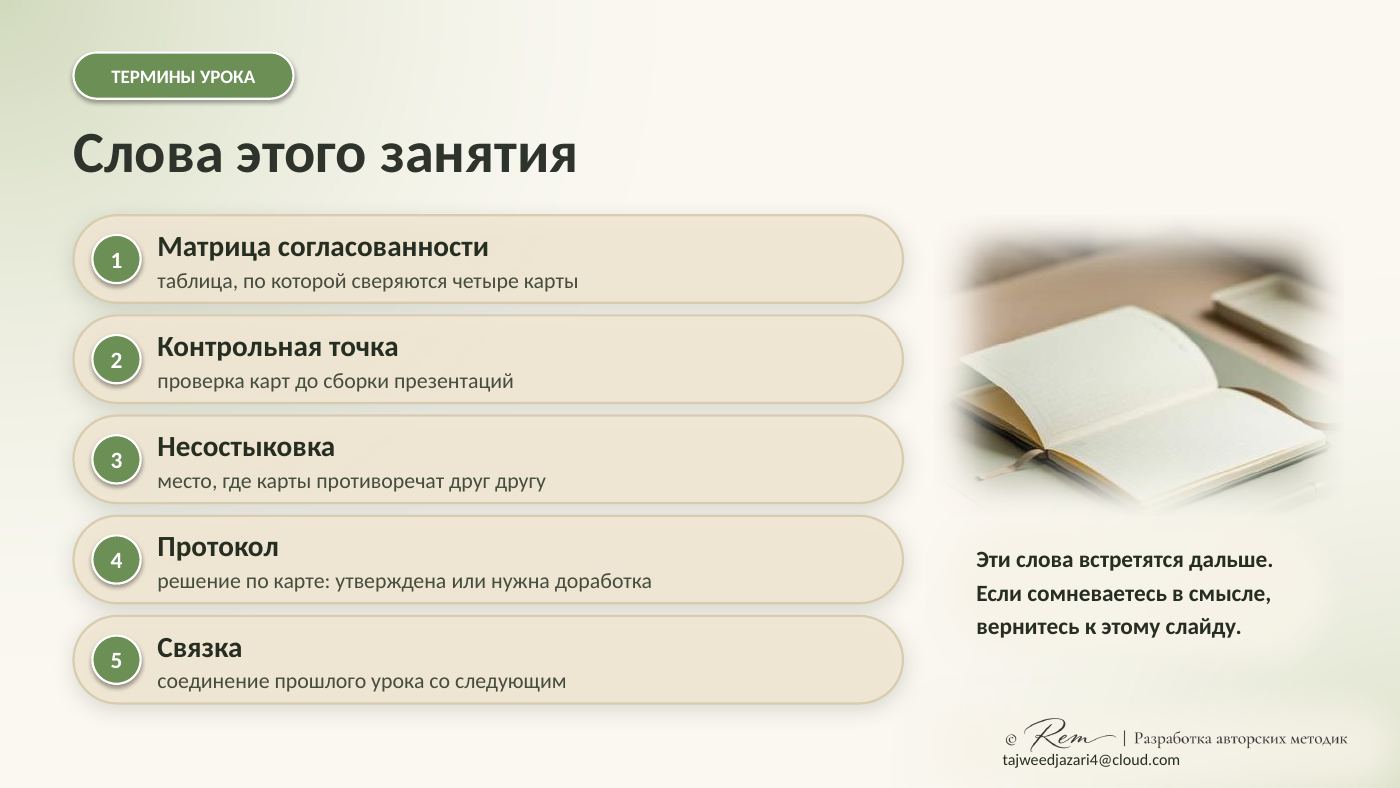 ТЕРМИНЫ УРОКА
Слова этого занятия
1
Матрица согласованности
таблица, по которой сверяются четыре карты
2
Контрольная точка
проверка карт до сборки презентаций
3
Несостыковка
место, где карты противоречат друг другу
4
Протокол
решение по карте: утверждена или нужна доработка
5
Связка
соединение прошлого урока со следующим
Эти слова встретятся дальше.
Если сомневаетесь в смысле,
вернитесь к этому слайду.
© Rem | Разработка авторских методик
tajweedjazari4@cloud.com